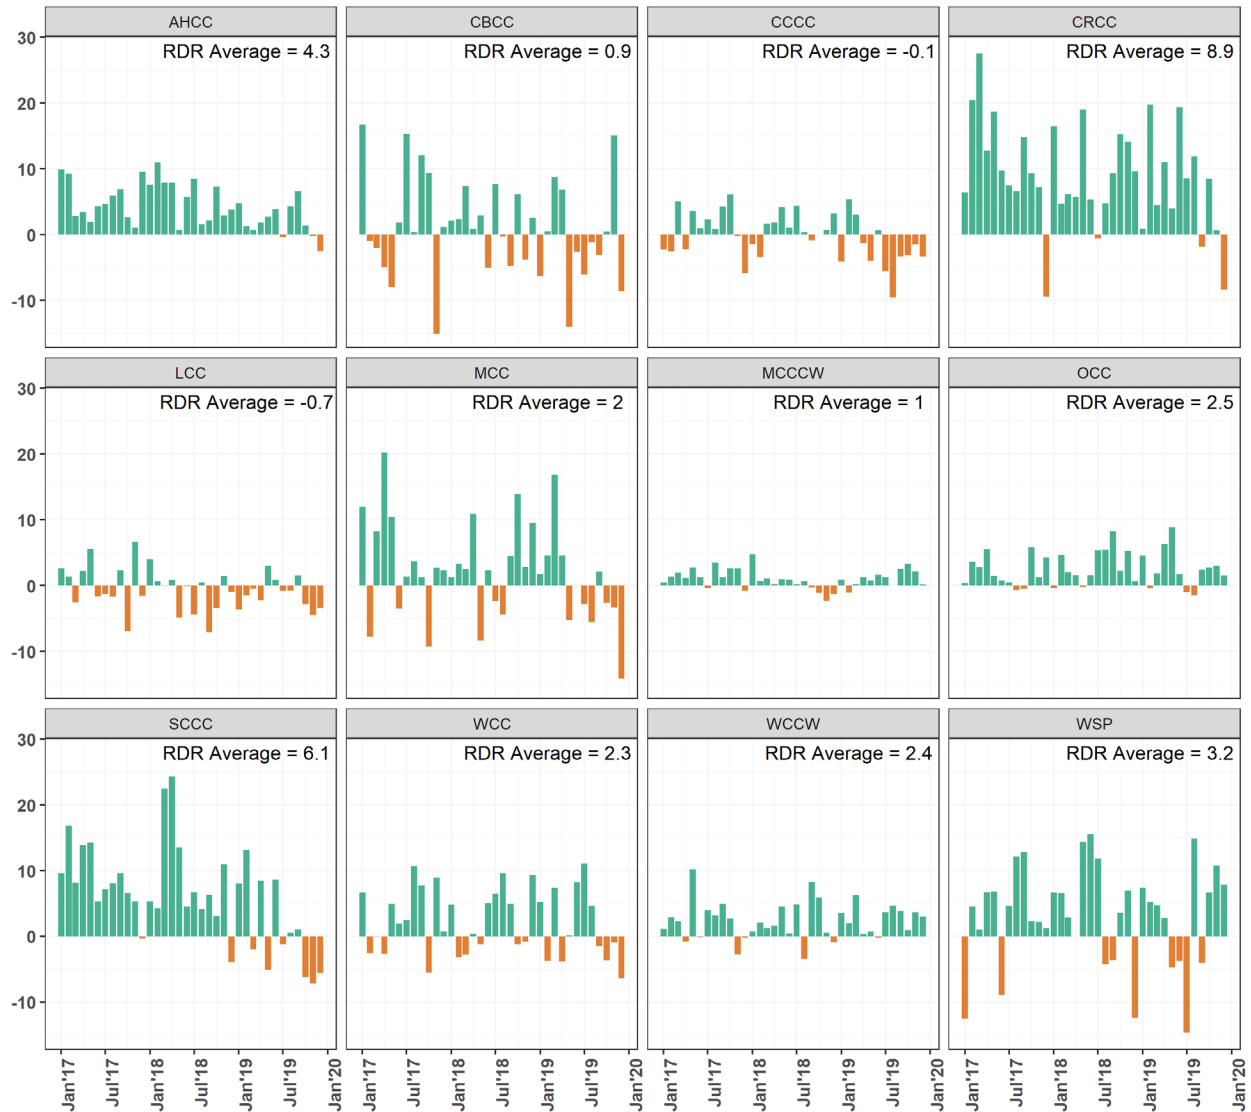 AHCC CBCC CCCC CRCC
30 RDR Average = 4.3 RDR Average = 0.9 RDR Average = -0.1 RDR Average = 8.9
20
10
0
-10
LCC MCC MCCCW OCC
30 RDR Average = -0.7 RDR Average = 2 RDR Average = 1 RDR Average = 2.5
20
10
0
-10
SCCC WCC WCCW WSP
30 RDR Average = 6.1 RDR Average = 2.3 RDR Average = 2.4 RDR Average = 3.2
20
10
0
-10
Jan'17 Jul'17 Jan'18 Jul'18 Jan'19 Jul'19 Jan'20 Jan'17 Jul'17 Jan'18 Jul'18 Jan'19 Jul'19 Jan'20 Jan'17 Jul'17 Jan'18 Jul'18 Jan'19 Jul'19 Jan'20 Jan'17 Jul'17 Jan'18 Jul'18 Jan'19 Jul'19 Jan'20